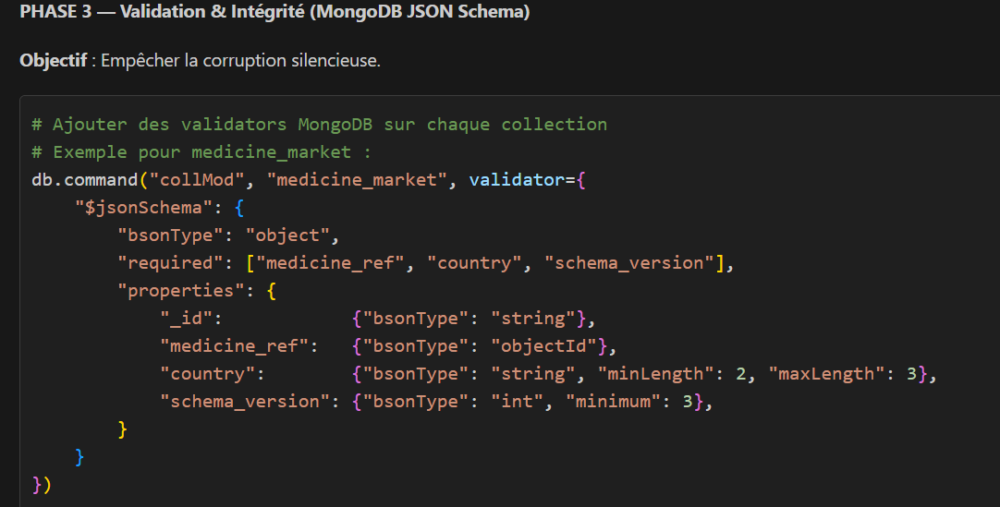 PHASE 3 — Validation & Intégrité (MongoDB JSON Schema)
Objectif : Empêcher la corruption silencieuse.
# Ajouter des validators MongoDB sur chaque collection
# Exemple pour medicine_market :
db.command("collMod", "medicine_market", validator={
    "$jsonSchema": {
        "bsonType": "object",
        "required": ["medicine_ref", "country", "schema_version"],
        "properties": {
            "_id":            {"bsonType": "string"},
            "medicine_ref":   {"bsonType": "objectId"},
            "country":        {"bsonType": "string", "minLength": 2, "maxLength": 3},
            "schema_version": {"bsonType": "int", "minimum": 3},
        }
    }
})